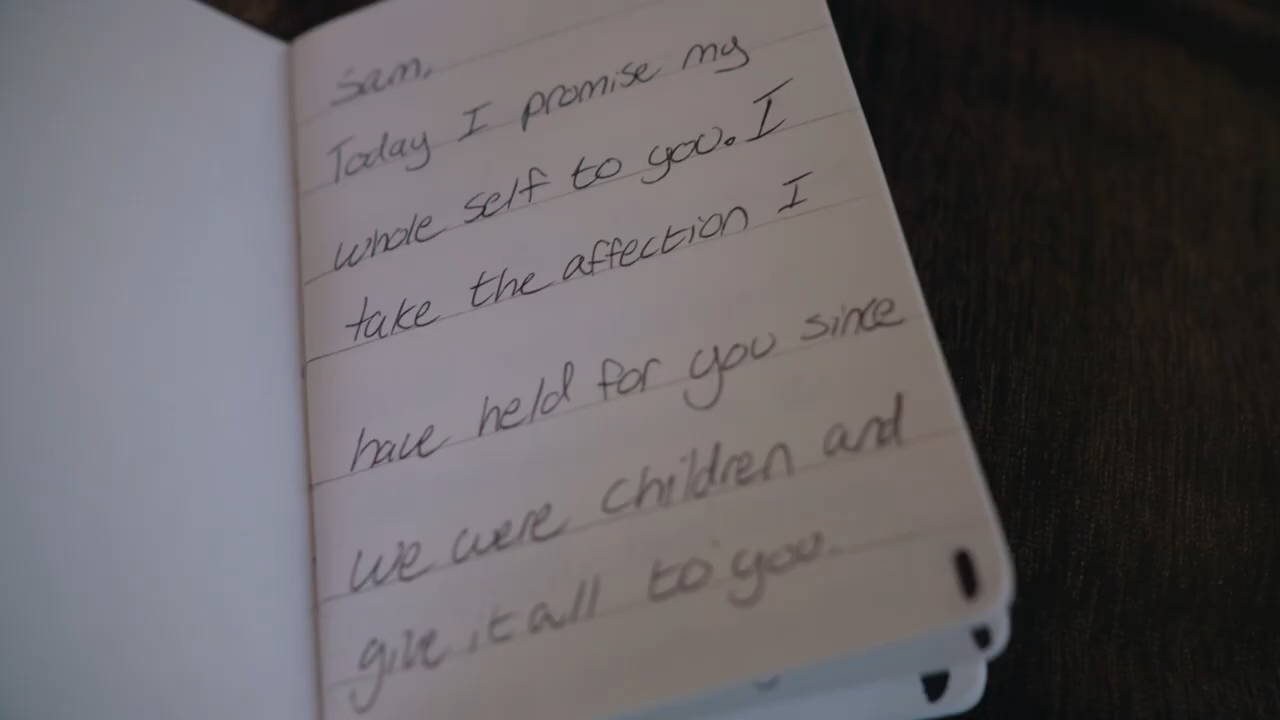 Sam,
Today I promise my
whole self to you. I
take the affection I
have held for you since
we were children and
give it all to you.